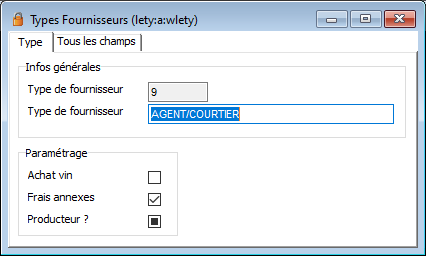 Types Fournisseurs (lety:a:wlety)
Type Tous les champs
Infos générales
Type de fournisseur 9
Type de fournisseur AGENT/COURTIER
Paramétrage
Achat vin
Frais annexes
Producteur ?